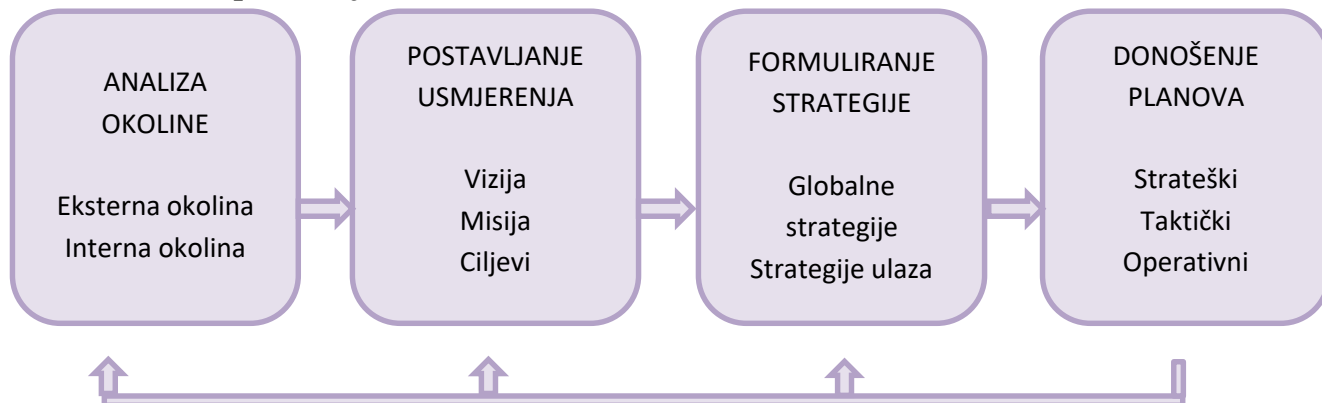 ANALIZA
OKOLINE
Eksterna okolina
Interna okolina
POSTAVLJANJE
USMJERENJA
Vizija
Misija
Ciljevi
FORMULIRANJE
STRATEGIJE
Globalne
strategije
Strategije ulaza
DONOŠENJE
PLANOVA
Strateški
Taktički
Operativni